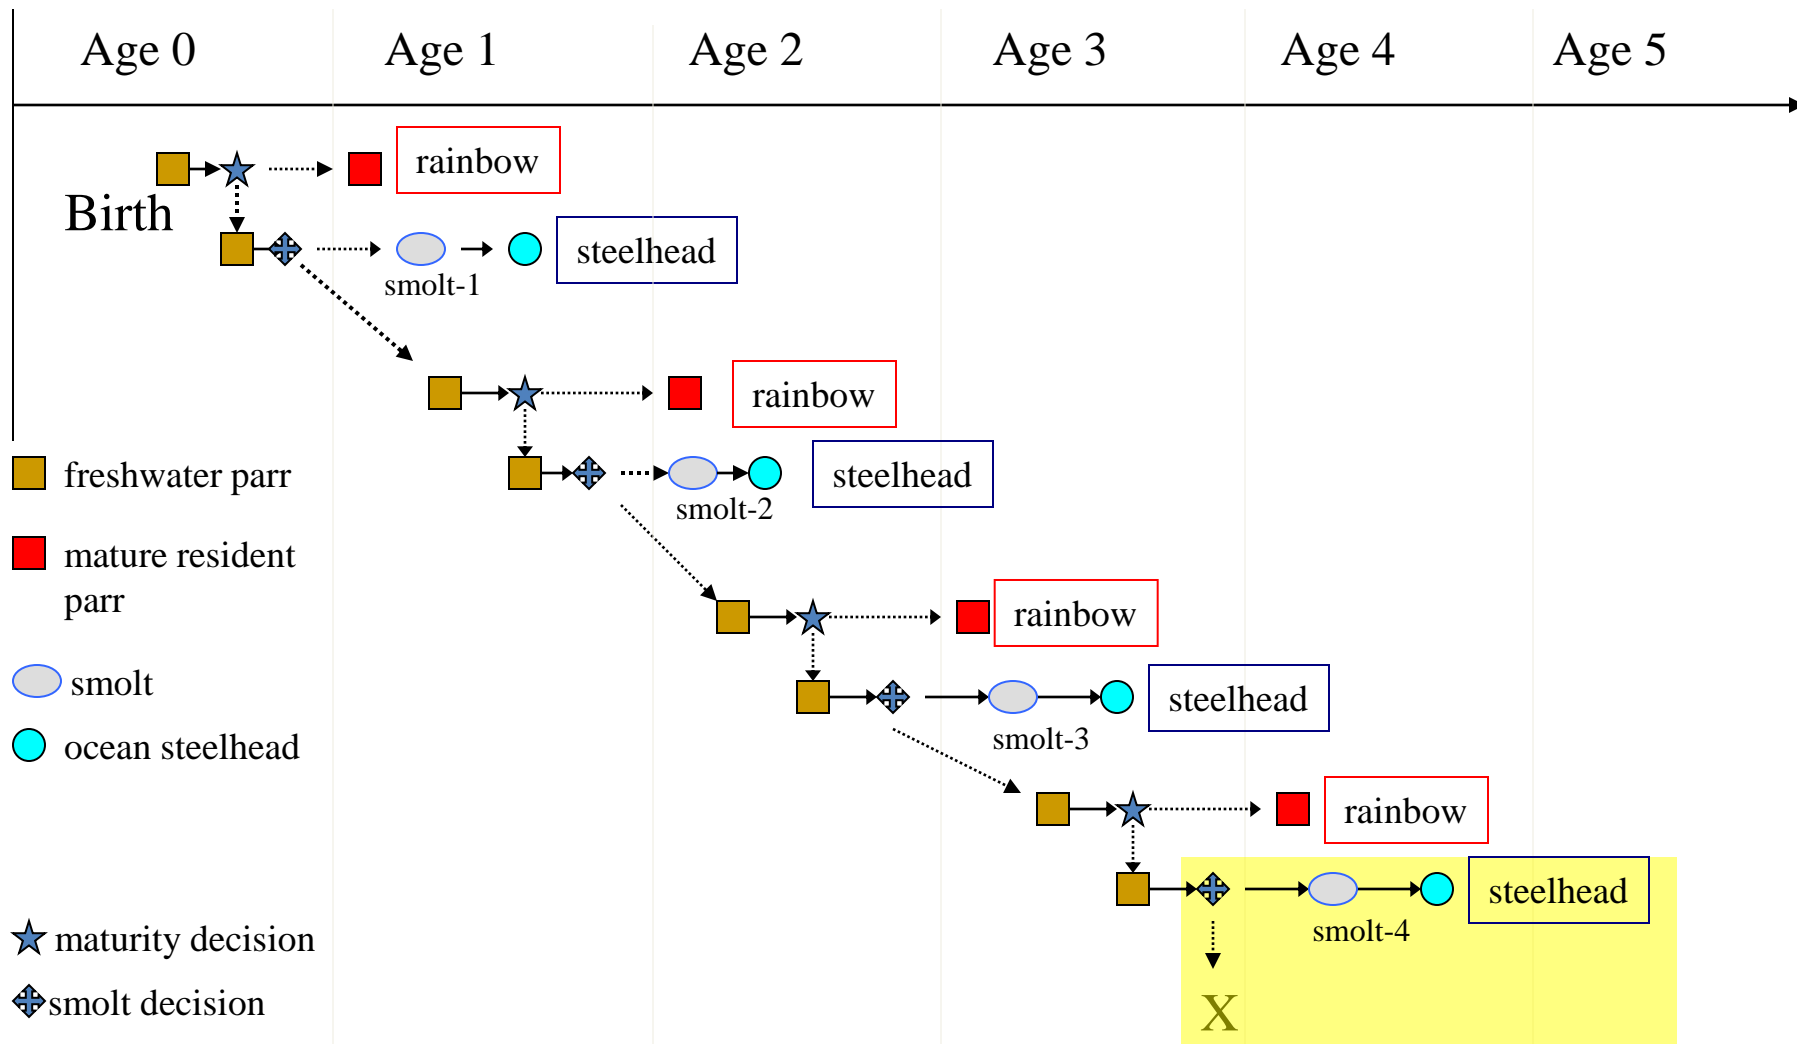 Age 0
Age 1
Age 2
Age 3
Age 4
Age 5
rainbow
Birth
steelhead
smolt-1
rainbow
steelhead
smolt-2
freshwater parr
mature resident
parr
rainbow
smolt
steelhead
smolt-3
ocean steelhead
rainbow
steelhead
smolt-4
maturity decision
smolt decision
X